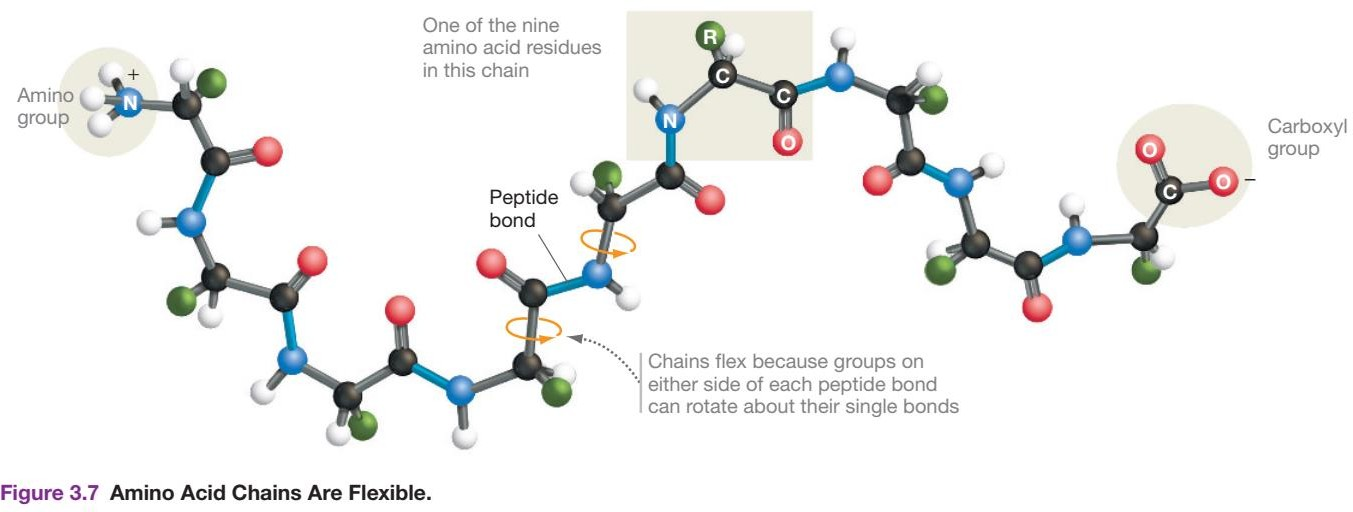 One of the nine
amino acid residues
in this chain
Amino
group
+
N
R
C
C
N
O
Carboxyl
group
O
C
O
−
Peptide
bond
Chains flex because groups on
either side of each peptide bond
can rotate about their single bonds
Figure 3.7 Amino Acid Chains Are Flexible.